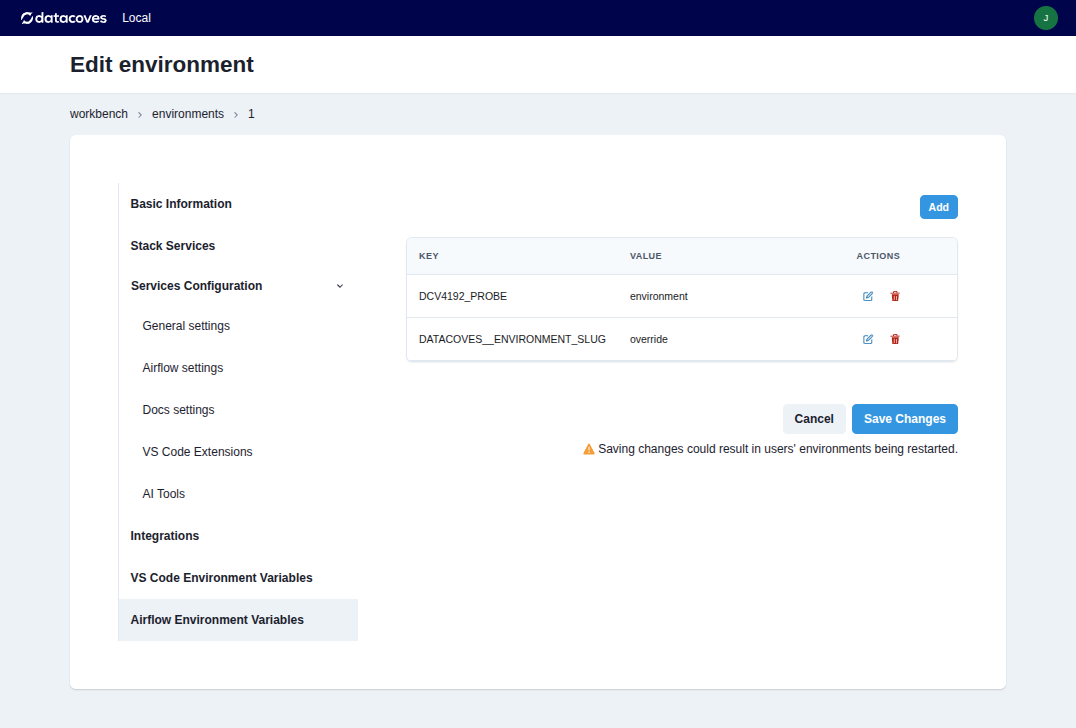 datacoves Local
J
Edit environment
workbench › environments › 1
Basic Information
Stack Services
Services Configuration
General settings
Airflow settings
Docs settings
VS Code Extensions
AI Tools
Integrations
VS Code Environment Variables
Airflow Environment Variables
Add
KEY VALUE ACTIONS
DCV4192_PROBE environment
DATACOVES__ENVIRONMENT_SLUG override
Cancel Save Changes
Saving changes could result in users' environments being restarted.